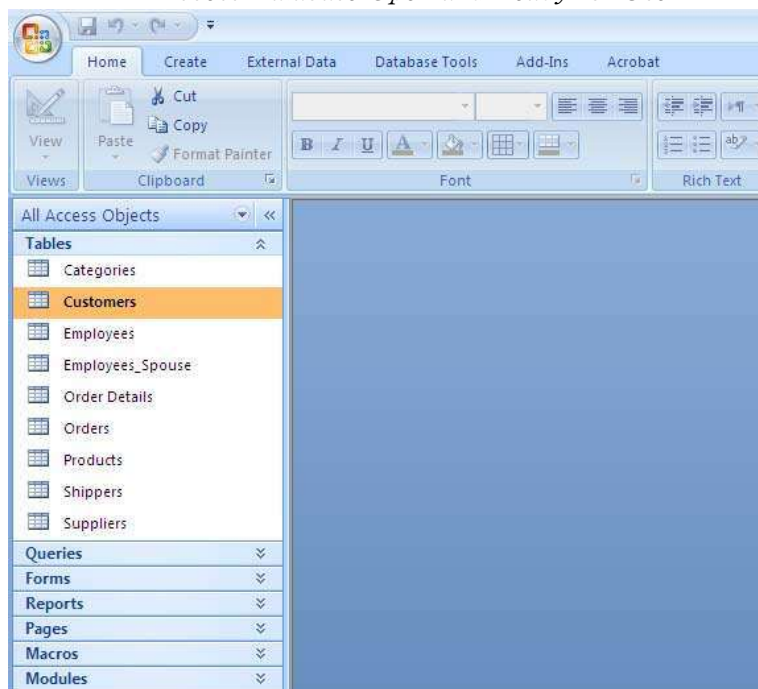 Home Create External Data Database Tools Add-Ins Acrobat
View
Paste
Cut
Copy
Format Painter
B I U A
ab
Views Clipboard Font Rich Text
All Access Objects
Tables
Categories
Customers
Employees
Employees_Spouse
Order Details
Orders
Products
Shippers
Suppliers
Queries
Forms
Reports
Pages
Macros
Modules